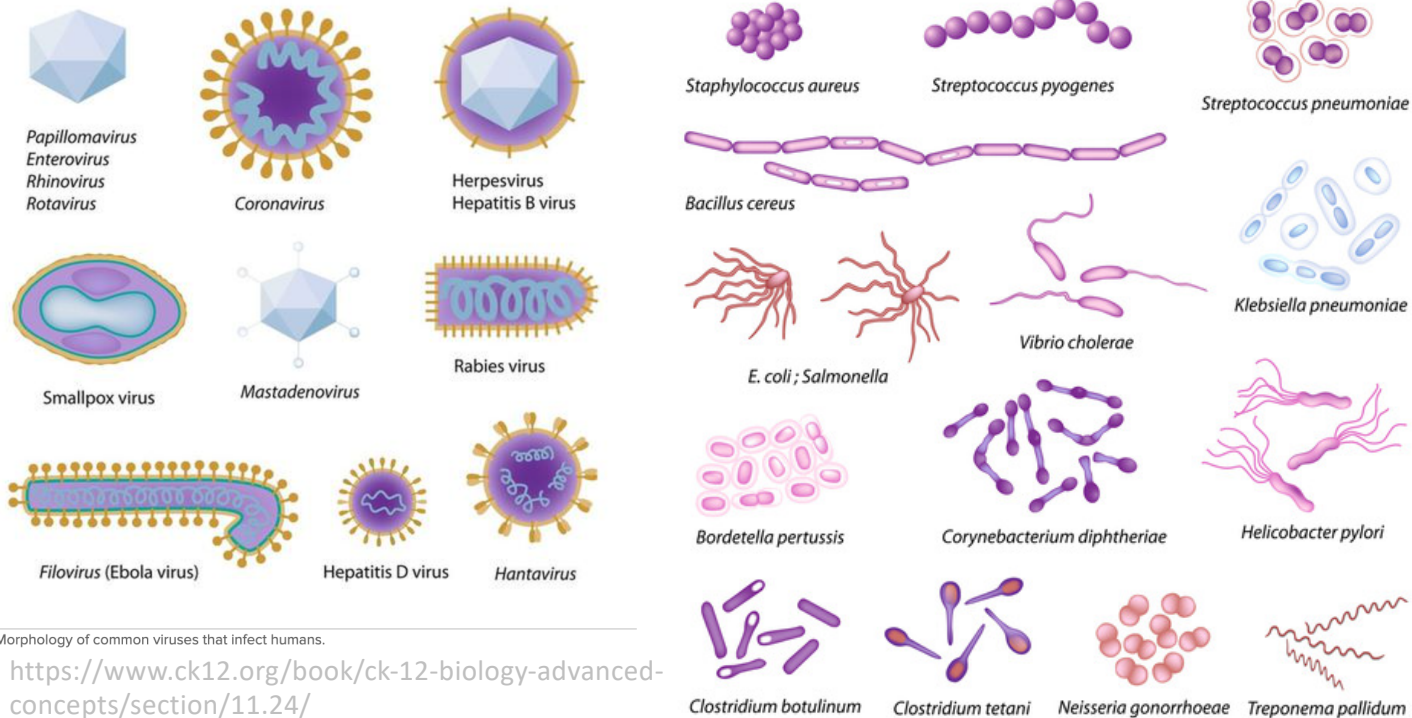 Papillomavirus
Enterovirus
Rhinovirus
Rotavirus
Coronavirus
Herpesvirus
Hepatitis B virus
Smallpox virus
Mastadenovirus
Rabies virus
Filovirus (Ebola virus)
Hepatitis D virus
Hantavirus
Morphology of common viruses that infect humans.
https://www.ck12.org/book/ck-12-biology-advanced-
concepts/section/11.24/
Staphylococcus aureus
Streptococcus pyogenes
Streptococcus pneumoniae
Bacillus cereus
Klebsiella pneumoniae
E. coli ; Salmonella
Vibrio cholerae
Bordetella pertussis
Corynebacterium diphtheriae
Helicobacter pylori
Clostridium botulinum
Clostridium tetani
Neisseria gonorrhoeae
Treponema pallidum